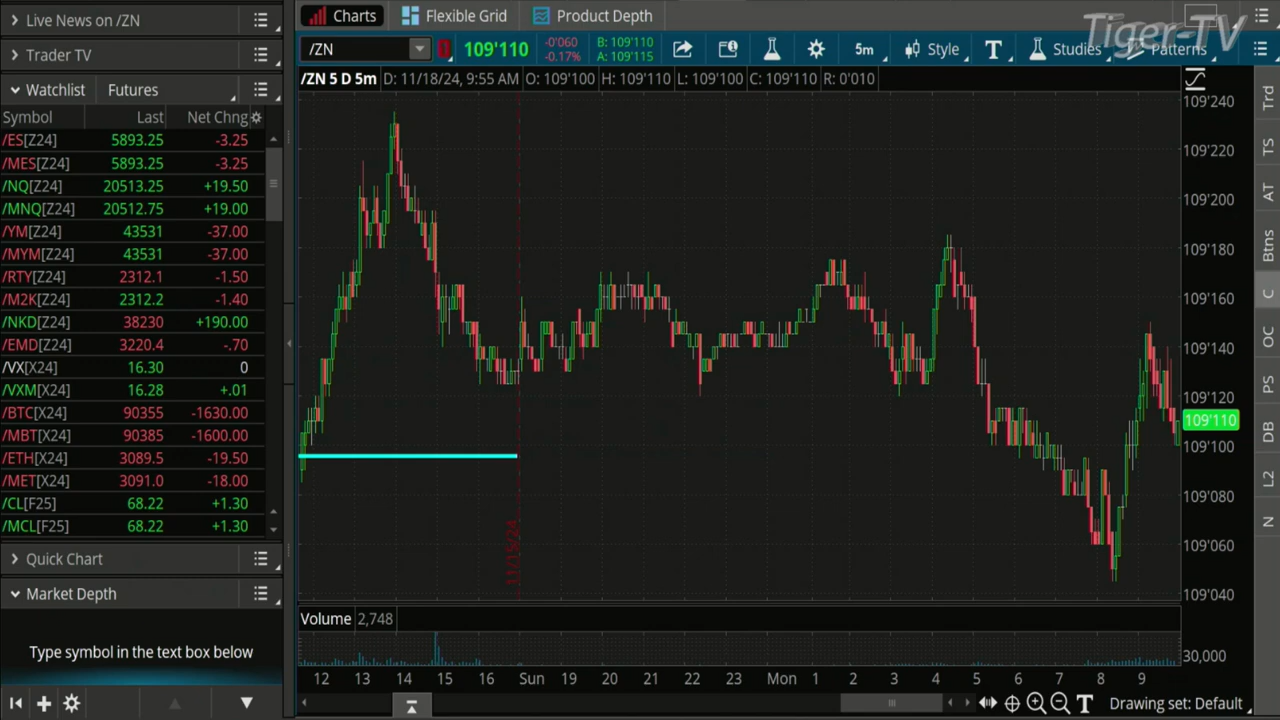 Live News on /ZN
Trader TV
Watchlist Futures
Symbol Last Net Chng
/ES[Z24] 5893.25 -3.25
/MES[Z24] 5893.25 -3.25
/NQ[Z24] 20513.25 +19.50
/MNQ[Z24] 20512.75 +19.00
/YM[Z24] 43531 -37.00
/MYM[Z24] 43531 -37.00
/RTY[Z24] 2312.1 -1.50
/M2K[Z24] 2312.2 -1.40
/NKD[Z24] 38230 +190.00
/EMD[Z24] 3220.4 -.70
/VX[X24] 16.30 0
/VXM[X24] 16.28 +.01
/BTC[X24] 90355 -1630.00
/MBT[X24] 90385 -1600.00
/ETH[X24] 3089.5 -19.50
/MET[X24] 3091.0 -18.00
/CL[F25] 68.22 +1.30
/MCL[F25] 68.22 +1.30
Quick Chart
Market Depth
Type symbol in the text box below
Charts Flexible Grid Product Depth
Tiger-TV
/ZN 109'110 -0'060 B: 109'110
-0.17% A: 109'115
5m Style T Studies Patterns
/ZN 5 D 5m D: 11/18/24, 9:55 AM O: 109'100 H: 109'110 L: 109'100 C: 109'110 R: 0'010
109'240
109'220
109'200
109'180
109'160
109'140
109'120
109'110
109'100
109'080
109'060
109'040
11/15/24
Volume 2,748
30,000
12 13 14 15 16 Sun 19 20 21 22 23 Mon 1 2 3 4 5 6 7 8 9
T Drawing set: Default
Trd
TS
AT
Btns
C
OC
PS
DB
L2
N